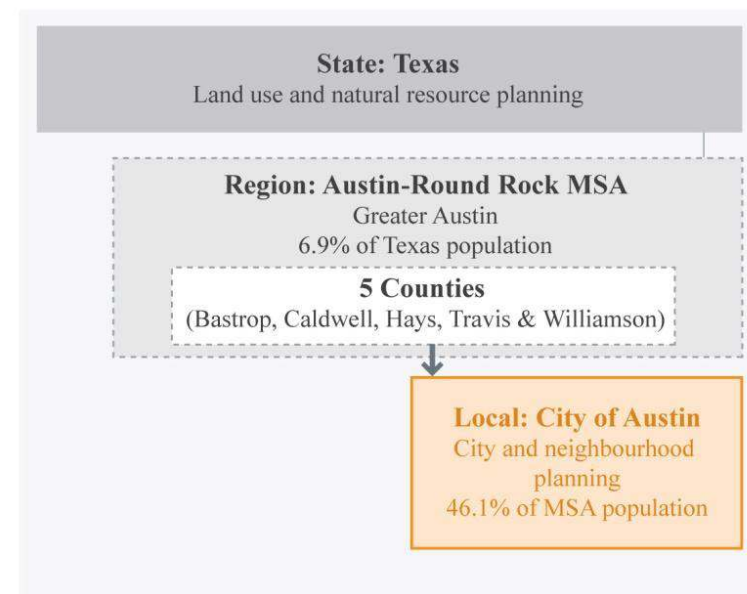 State: Texas
Land use and natural resource planning
Region: Austin-Round Rock MSA
Greater Austin
6.9% of Texas population
5 Counties
(Bastrop, Caldwell, Hays, Travis & Williamson)
Local: City of Austin
City and neighbourhood
planning
46.1% of MSA population